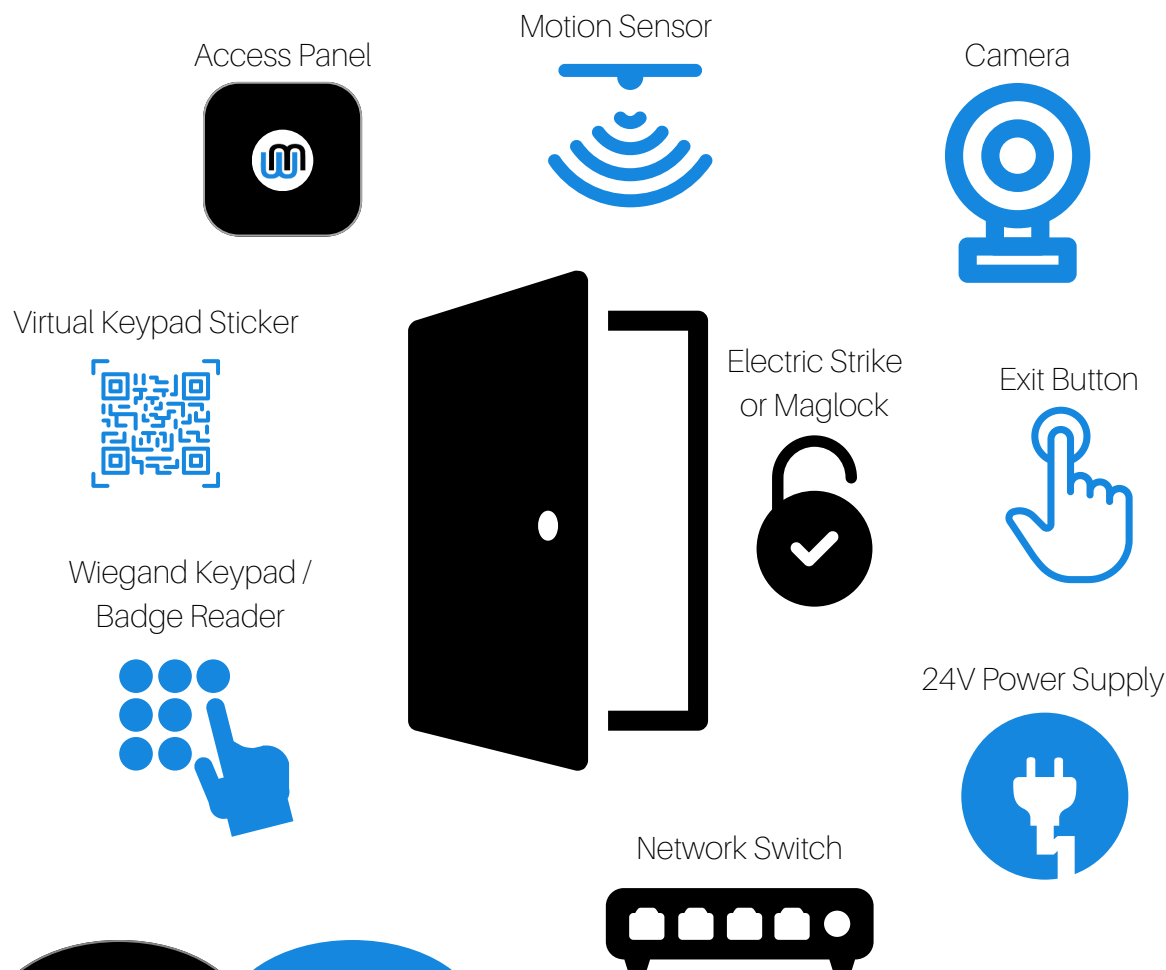 Motion Sensor
Access Panel
Camera
Virtual Keypad Sticker
Electric Strike
or Maglock
Exit Button
Wiegand Keypad /
Badge Reader
24V Power Supply
Network Switch